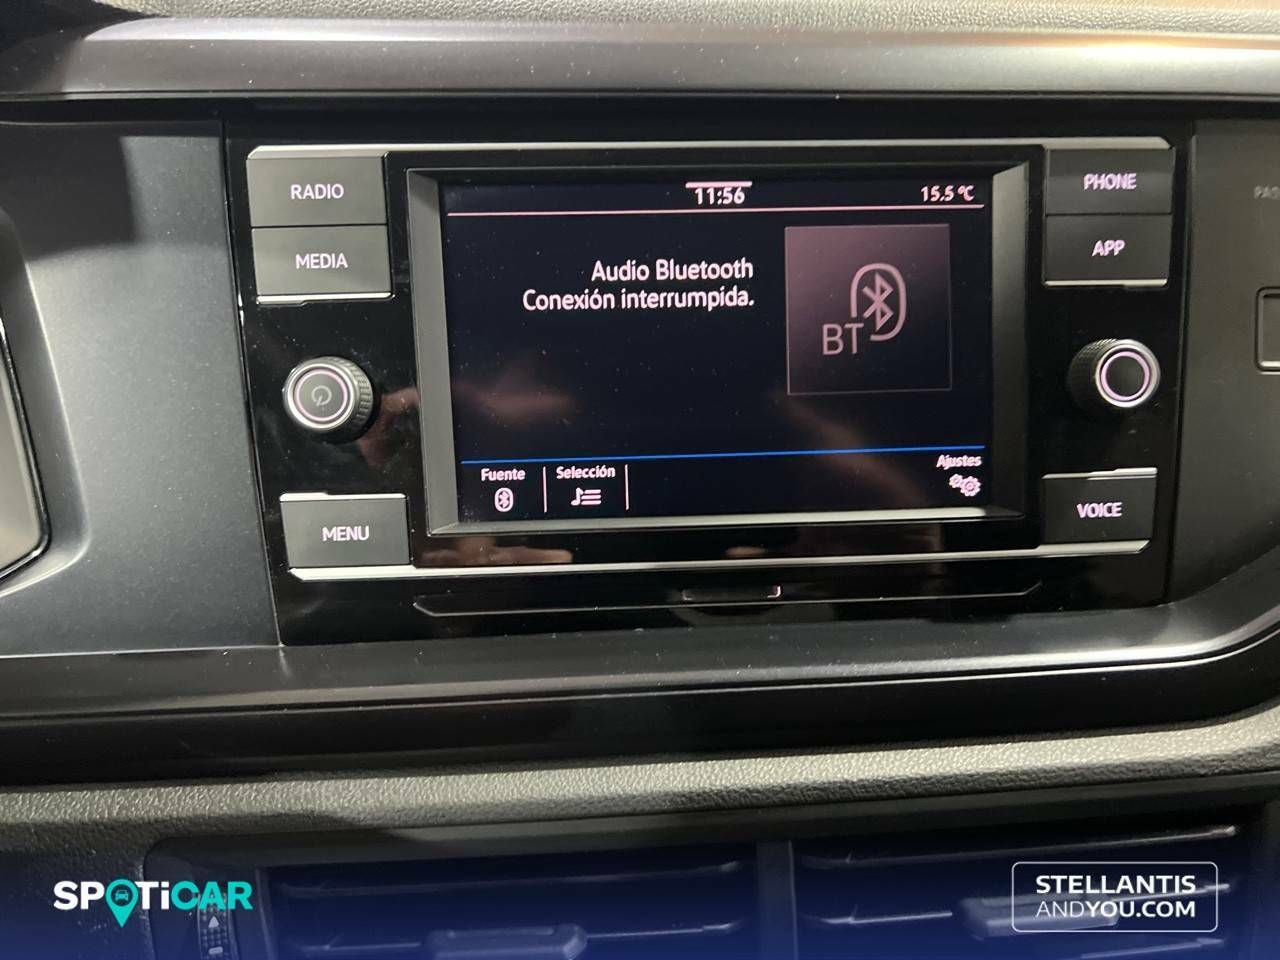 RADIO
MEDIA
MENU
11:56
15.5 °C
Audio Bluetooth
Conexión interrumpida.
BT
Fuente
Selección
Ajustes
PHONE
APP
VOICE
SPOTiCAR
STELLANTIS
ANDYOU.COM